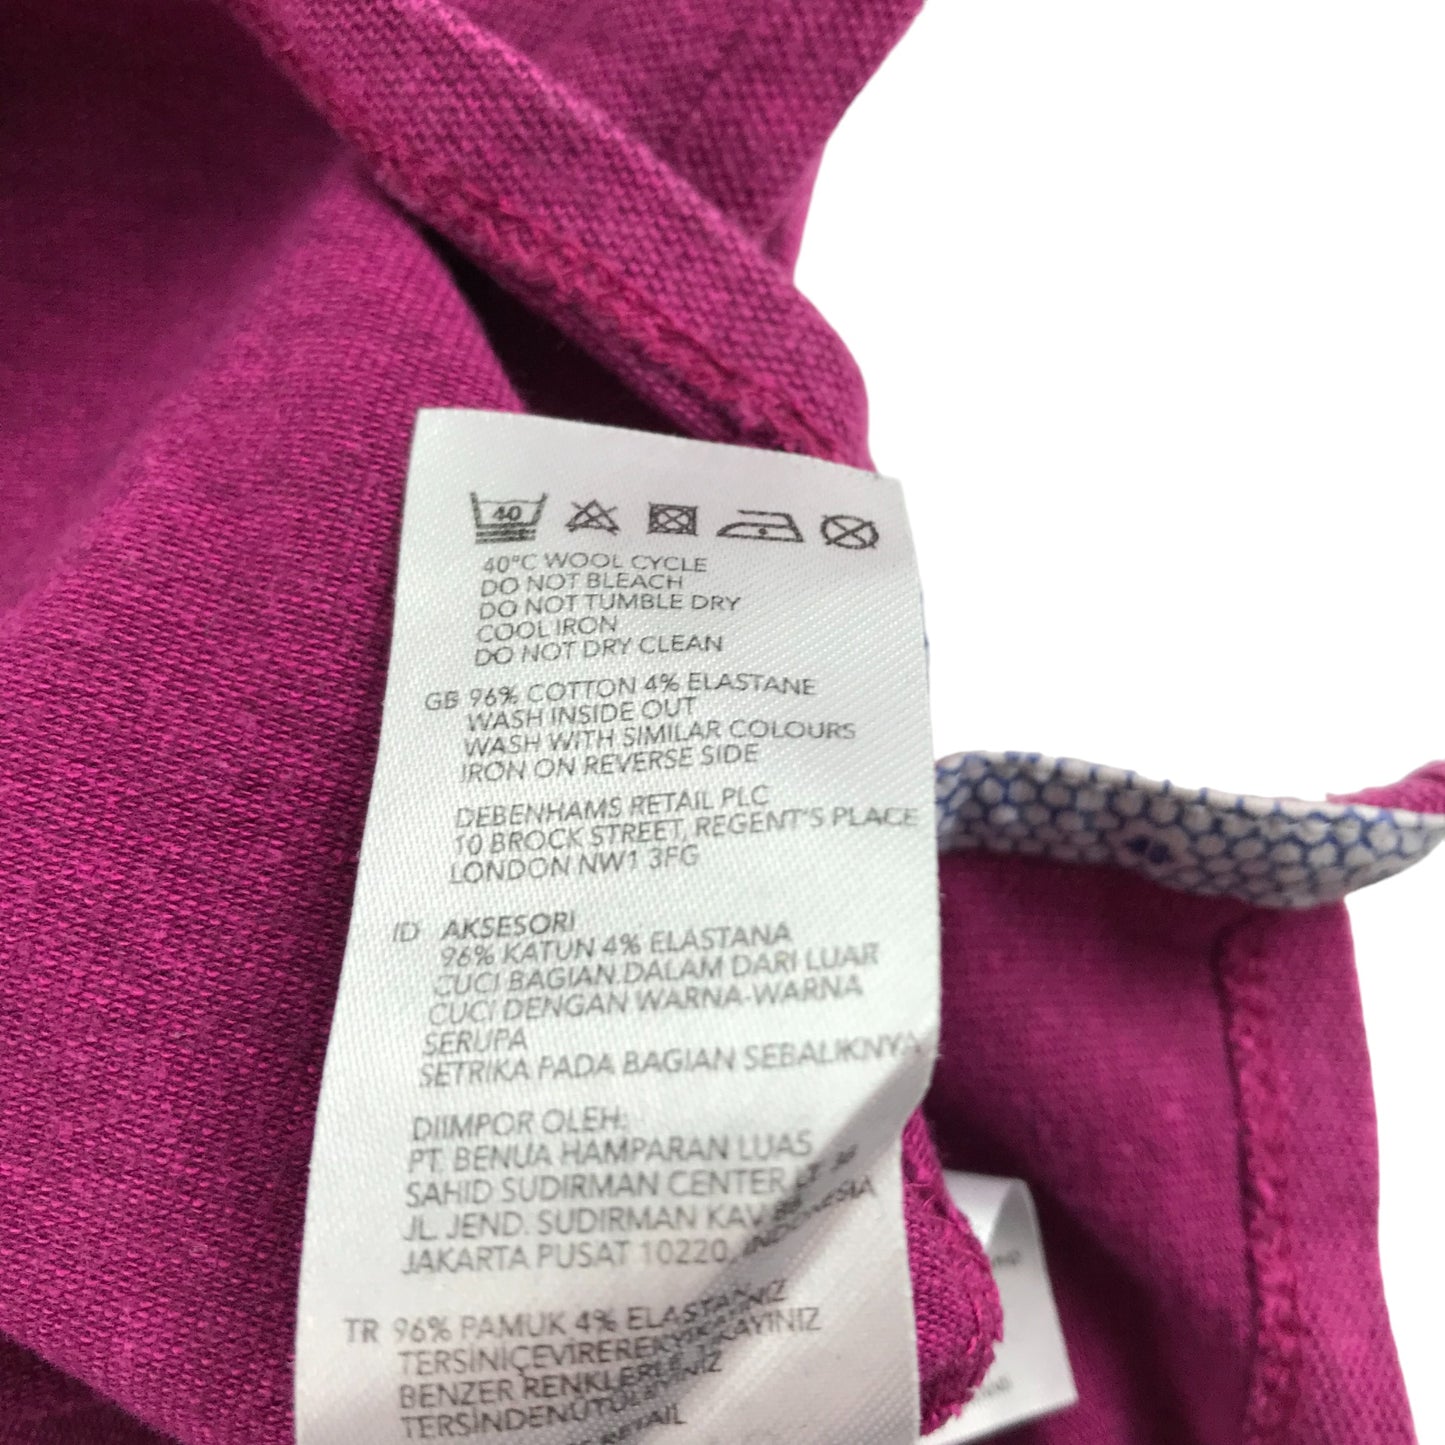 40
40°C WOOL CYCLE
DO NOT BLEACH
DO NOT TUMBLE DRY
COOL IRON
DO NOT DRY CLEAN
GB 96% COTTON 4% ELASTANE
WASH INSIDE OUT
WASH WITH SIMILAR COLOURS
IRON ON REVERSE SIDE
DEBENHAMS RETAIL PLC
10 BROCK STREET, REGENT'S PLACE
LONDON NW1 3FG
ID AKSESORI
96% KATUN 4% ELASTANA
CUCI BAGIAN DALAM DARI LUAR
CUCI DENGAN WARNA-WARNA
SERUPA
SETRIKA PADA BAGIAN SEBALIKNYA
DIIMPOR OLEH:
PT. BENUA HAMPARAN LUAS
SAHID SUDIRMAN CENTER
JL. JEND. SUDIRMAN KAV
JAKARTA PUSAT 10220, INDONESIA
TR 96% PAMUK 4% ELASTAN
BENZER
RETAIL